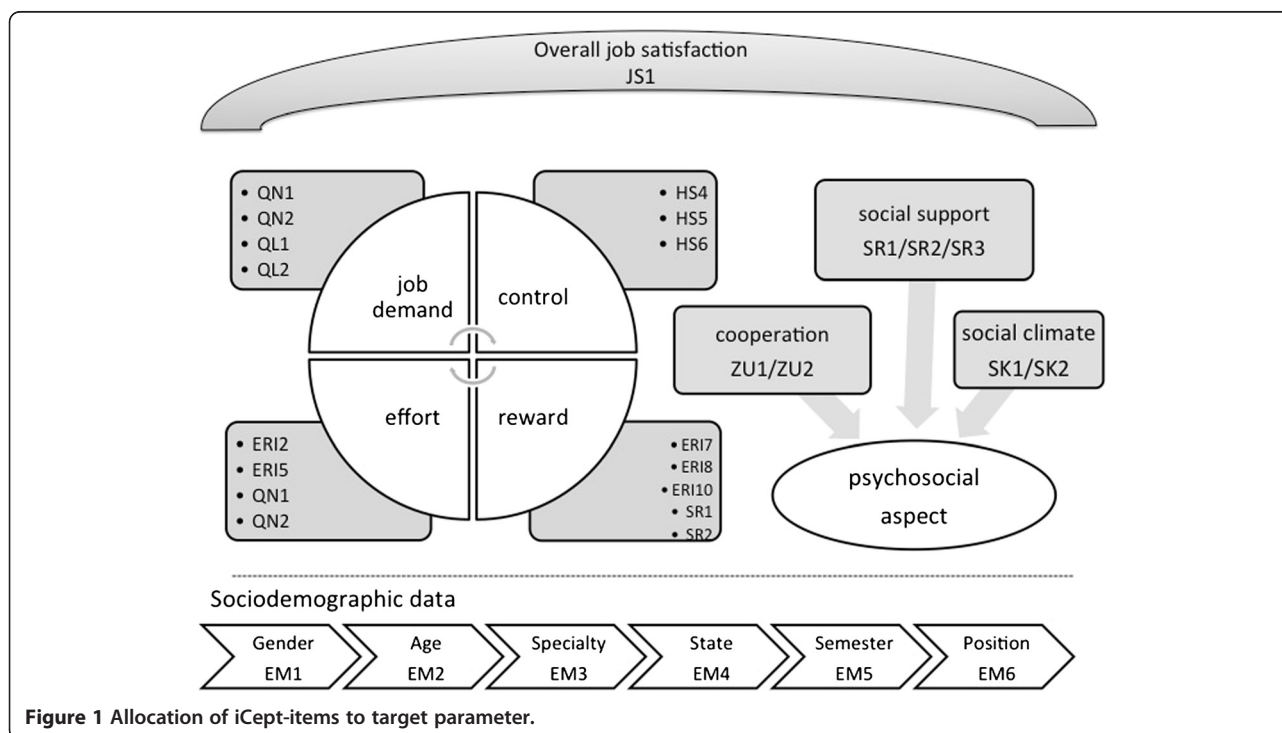 Overall job satisfaction
JS1
• QN1
• QN2
• QL1
• QL2
job
demand
• HS4
• HS5
• HS6
control
effort
• ERI2
• ERI5
• QN1
• QN2
reward
• ERI7
• ERI8
• ERI10
• SR1
• SR2
social support
SR1/SR2/SR3
cooperation
ZU1/ZU2
social climate
SK1/SK2
psychosocial
aspect
Sociodemographic data
Gender
EM1
Age
EM2
Specialty
EM3
State
EM4
Semester
EM5
Position
EM6
Figure 1 Allocation of iCept-items to target parameter.